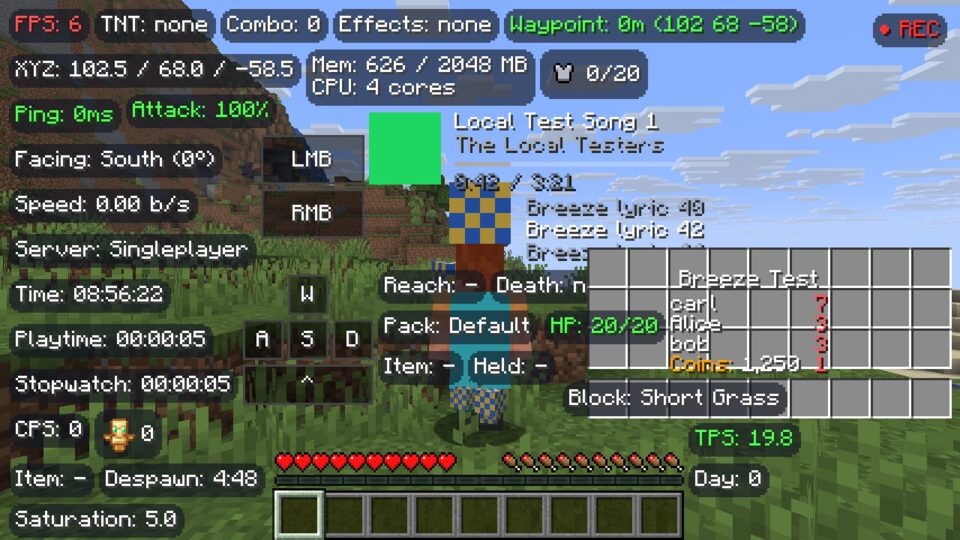 FPS: 6 TNT: none Combo: 0 Effects: none Waypoint: 0m (102 68 -58) REC
XYZ: 102.5 / 68.0 / -58.5 Mem: 626 / 2048 MB 0/20
CPU: 4 cores
Ping: 0ms Attack: 100%
Local Test Song 1
The Local Testers
Facing: South (0°) LMB
0:42 / 3:21
Speed: 0.00 b/s RMB
Breeze lyric 40
Breeze lyric 42
Server: Singleplayer
Breeze Test
Time: 08:56:22 W Reach: - Death: n
carl 7
Alice 3
Playtime: 00:00:05 A S D Pack: Default HP: 20/20
bob 3
Coins: 1,250 1
Stopwatch: 00:00:05 ^ Item: - Held: -
Block: Short Grass
CPS: 0 0 TPS: 19.8
Item: - Despawn: 4:48 Day: 0
Saturation: 5.0